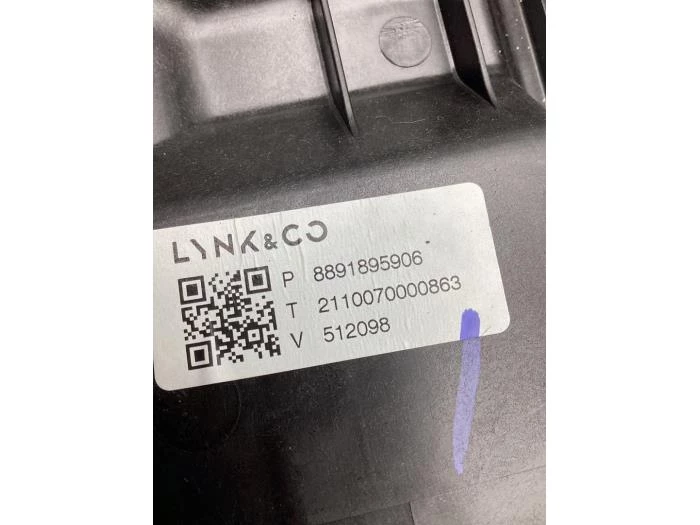 LYNK&CO
P 8891895906
T 2110070000863
V 512098